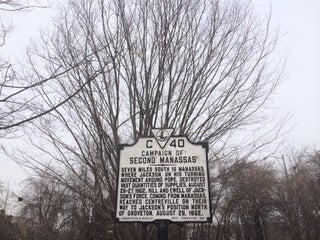 C 40
CAMPAIGN OF
SECOND MANASSAS
SEVEN MILES SOUTH IS MANASSAS,
WHERE JACKSON, ON HIS TURNING
MOVEMENT AROUND POPE, DESTROYED
VAST QUANTITIES OF SUPPLIES, AUGUST
26-27, 1862. HILL AND EWELL OF JACK-
SON'S FORCE, COMING FROM MANASSAS,
REACHED CENTREVILLE ON THEIR
WAY TO JACKSON'S POSITION NORTH
OF GROVETON, AUGUST 28, 1862.